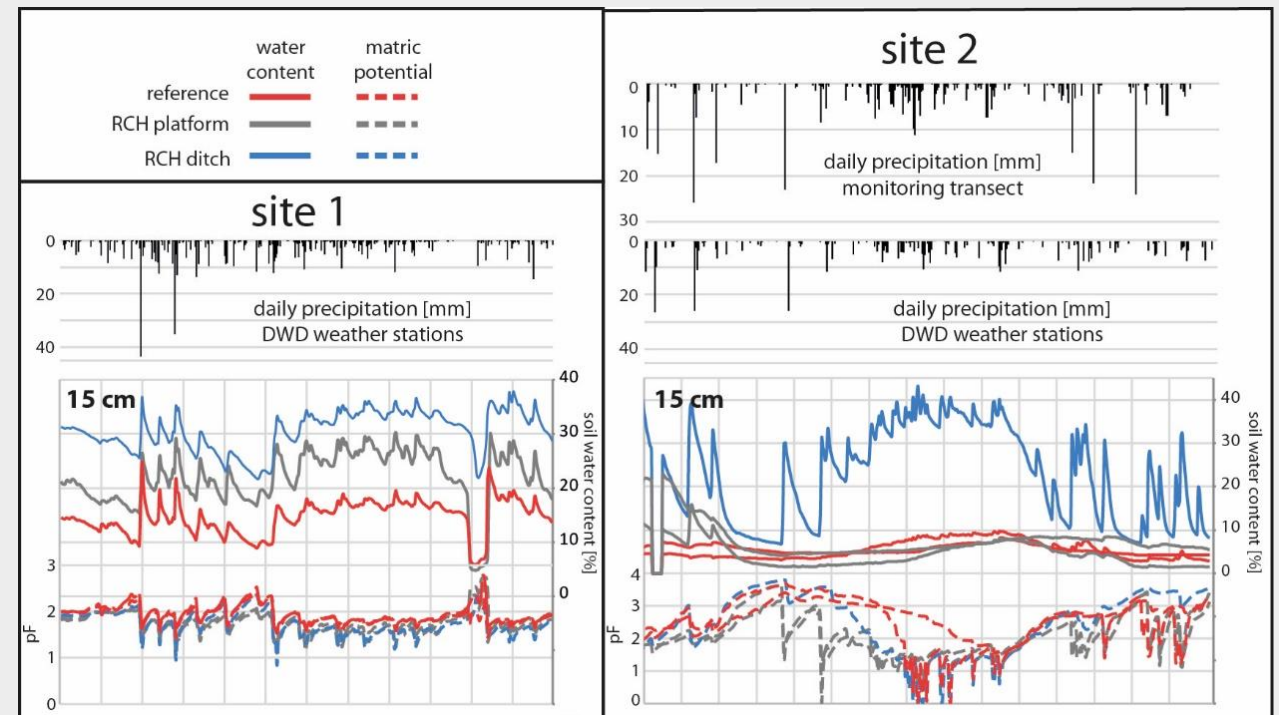 water matric
content potential
reference
RCH platform
RCH ditch
site 1
0
20
40
daily precipitation [mm]
DWD weather stations
15 cm
40
30
20
10
0
soil water content [%]
3
2
1
0
pF
site 2
0
10
20
30
daily precipitation [mm]
monitoring transect
0
20
40
daily precipitation [mm]
DWD weather stations
15 cm
40
30
20
10
0
soil water content [%]
4
3
2
1
0
pF